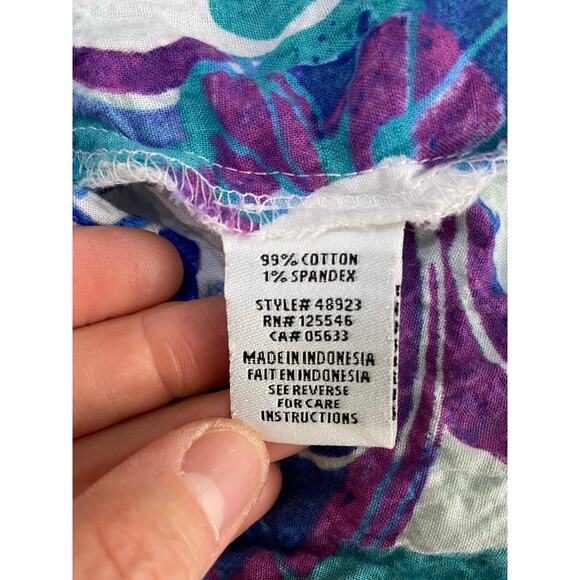 99% COTTON
1% SPANDEX
STYLE# 48923
RN# 125546
CA# 05633
MADE IN INDONESIA
FAIT EN INDONESIA
SEE REVERSE
FOR CARE
INSTRUCTIONS